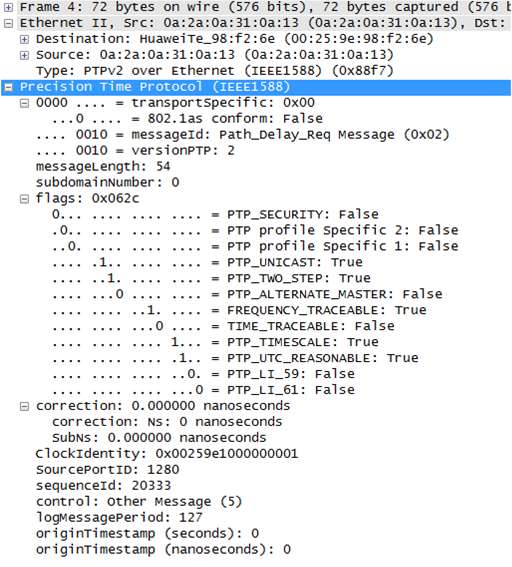 Frame 4: 72 bytes on wire (576 bits), 72 bytes captured (576 b
Ethernet II, Src: 0a:2a:0a:31:0a:13 (0a:2a:0a:31:0a:13), Dst:
Destination: HuaweiTe_98:f2:6e (00:25:9e:98:f2:6e)
Source: 0a:2a:0a:31:0a:13 (0a:2a:0a:31:0a:13)
Type: PTPv2 over Ethernet (IEEE1588) (0x88f7)
Precision Time Protocol (IEEE1588)
0000 .... = transportSpecific: 0x00
...0 .... = 802.1as conform: False
.... 0010 = messageId: Path_Delay_Req Message (0x02)
.... 0010 = versionPTP: 2
messageLength: 54
subdomainNumber: 0
flags: 0x062c
0... .... .... .... = PTP_SECURITY: False
.0.. .... .... .... = PTP profile Specific 2: False
..0. .... .... .... = PTP profile Specific 1: False
.... .1.. .... .... = PTP_UNICAST: True
.... ..1. .... .... = PTP_TWO_STEP: True
.... ...0 .... .... = PTP_ALTERNATE_MASTER: False
.... .... ..1. .... = FREQUENCY_TRACEABLE: True
.... .... ...0 .... = TIME_TRACEABLE: False
.... .... .... 1... = PTP_TIMESCALE: True
.... .... .... .1.. = PTP_UTC_REASONABLE: True
.... .... .... ..0. = PTP_LI_59: False
.... .... .... ...0 = PTP_LI_61: False
correction: 0.000000 nanoseconds
correction: Ns: 0 nanoseconds
SubNs: 0.000000 nanoseconds
ClockIdentity: 0x00259e1000000001
SourcePortID: 1280
sequenceId: 20333
control: Other Message (5)
logMessagePeriod: 127
originTimestamp (seconds): 0
originTimestamp (nanoseconds): 0